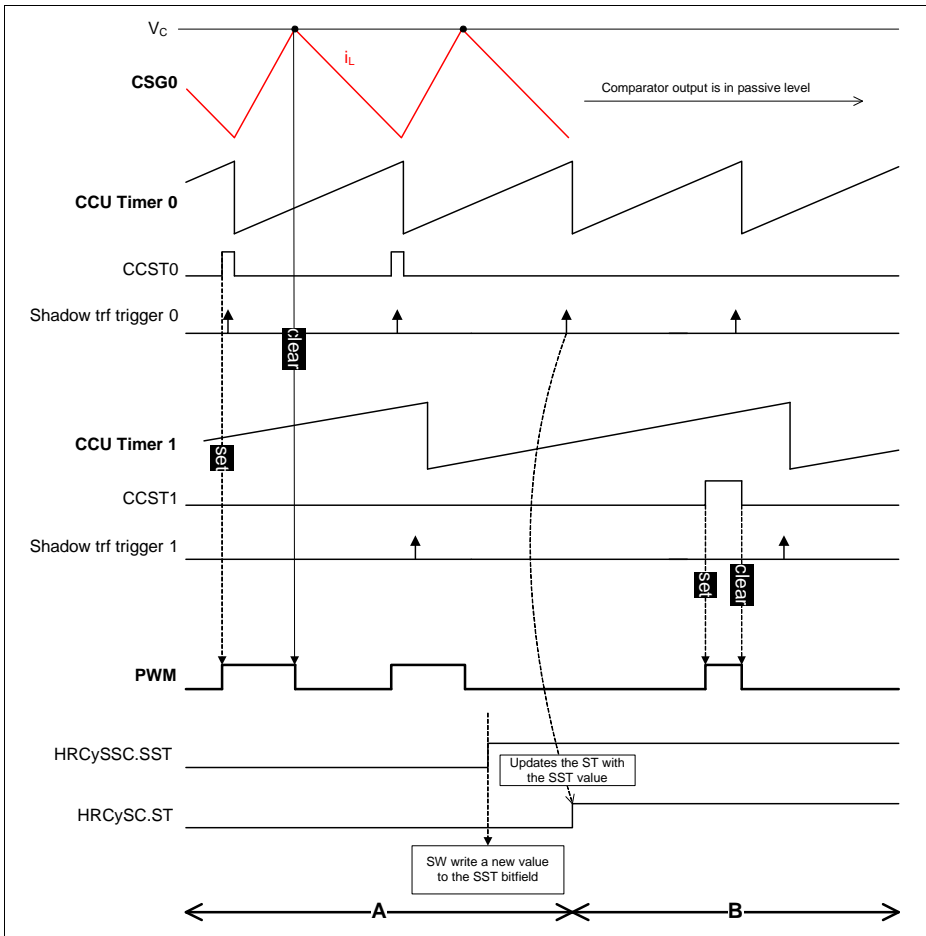 VC
iL
CSG0
Comparator output is in passive level
CCU Timer 0
CCST0
Shadow trf trigger 0
clear
CCU Timer 1
set
CCST1
Shadow trf trigger 1
set
clear
PWM
HRCySSC.SST
Updates the ST with
the SST value
HRCySC.ST
SW write a new value
to the SST bitfield
A
B